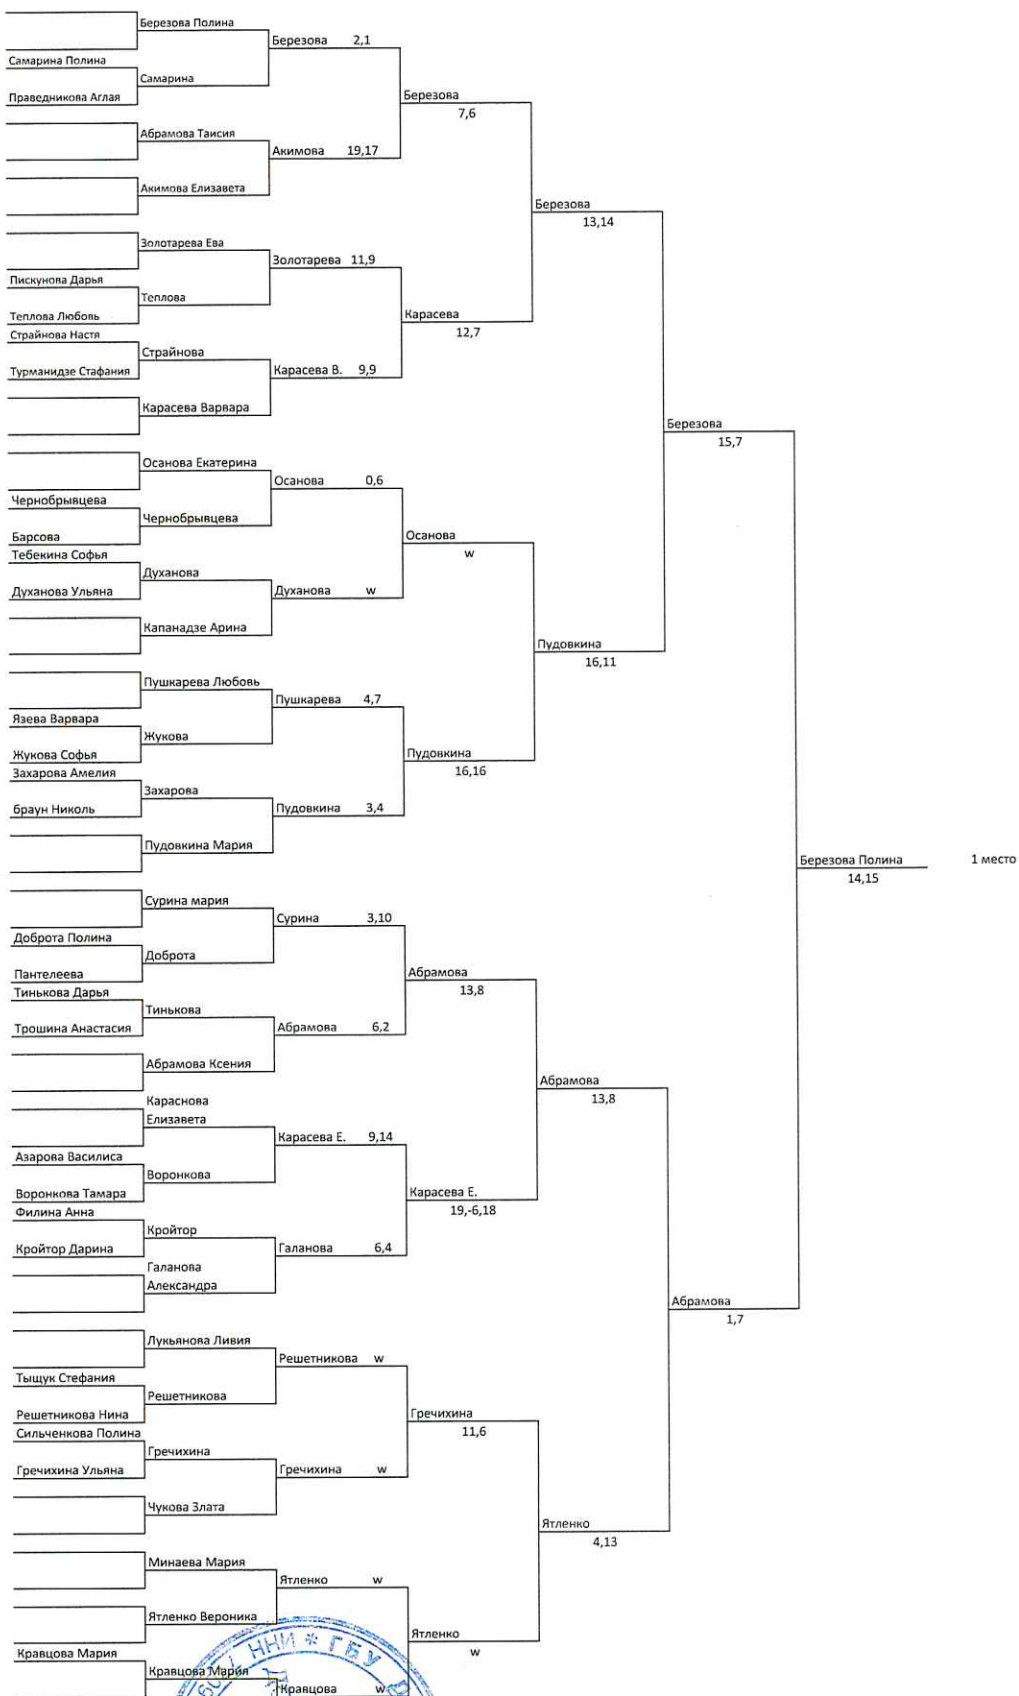 Березова Полина
Березова 2,1
Самарина Полина
Самарина
Праведникова Аглая
Березова
7,6
Абрамова Таисия
Акимова 19,17
Акимова Елизавета
Березова
13,14
Золотарева Ева
Золотарева 11,9
Пискунова Дарья
Теплова
Теплова Любовь
Карасева
12,7
Страйнова Настя
Страйнова
Турманидзе Стафания
Карасева В. 9,9
Карасева Варвара
Березова
15,7
Осанова Екатерина
Осанова 0,6
Чернобрывцева
Чернобрывцева
Барсова
Осанова
w
Тебекина Софья
Духанова
Духанова Ульяна
Духанова w
Капанадзе Арина
Пудовкина
16,11
Пушкарева Любовь
Пушкарева 4,7
Язева Варвара
Жукова
Жукова Софья
Пудовкина
16,16
Захарова Амелия
Захарова
браун Николь
Пудовкина 3,4
Пудовкина Мария
Березова Полина 1 место
14,15
Сурина мария
Сурина 3,10
Доброта Полина
Доброта
Пантелеева
Абрамова
13,8
Тинькова Дарья
Тинькова
Трошина Анастасия
Абрамова 6,2
Абрамова Ксения
Абрамова
13,8
Караснова
Елизавета
Карасева Е. 9,14
Азарова Василиса
Воронкова
Воронкова Тамара
Карасева Е.
19,-6,18
Филина Анна
Кройтор
Кройтор Дарина
Галанова 6,4
Галанова
Александра
Абрамова
1,7
Лукьянова Ливия
Решетникова w
Тыщук Стефания
Решетникова
Решетникова Нина
Гречихина
11,6
Сильченкова Полина
Гречихина
Гречихина Ульяна
Гречихина w
Чукова Злата
Ятленко
4,13
Минаева Мария
Ятленко w
Ятленко Вероника
Ятленко
w
Кравцова Мария
Кравцова Мария
Кравцова w
ННИ * ГБУ